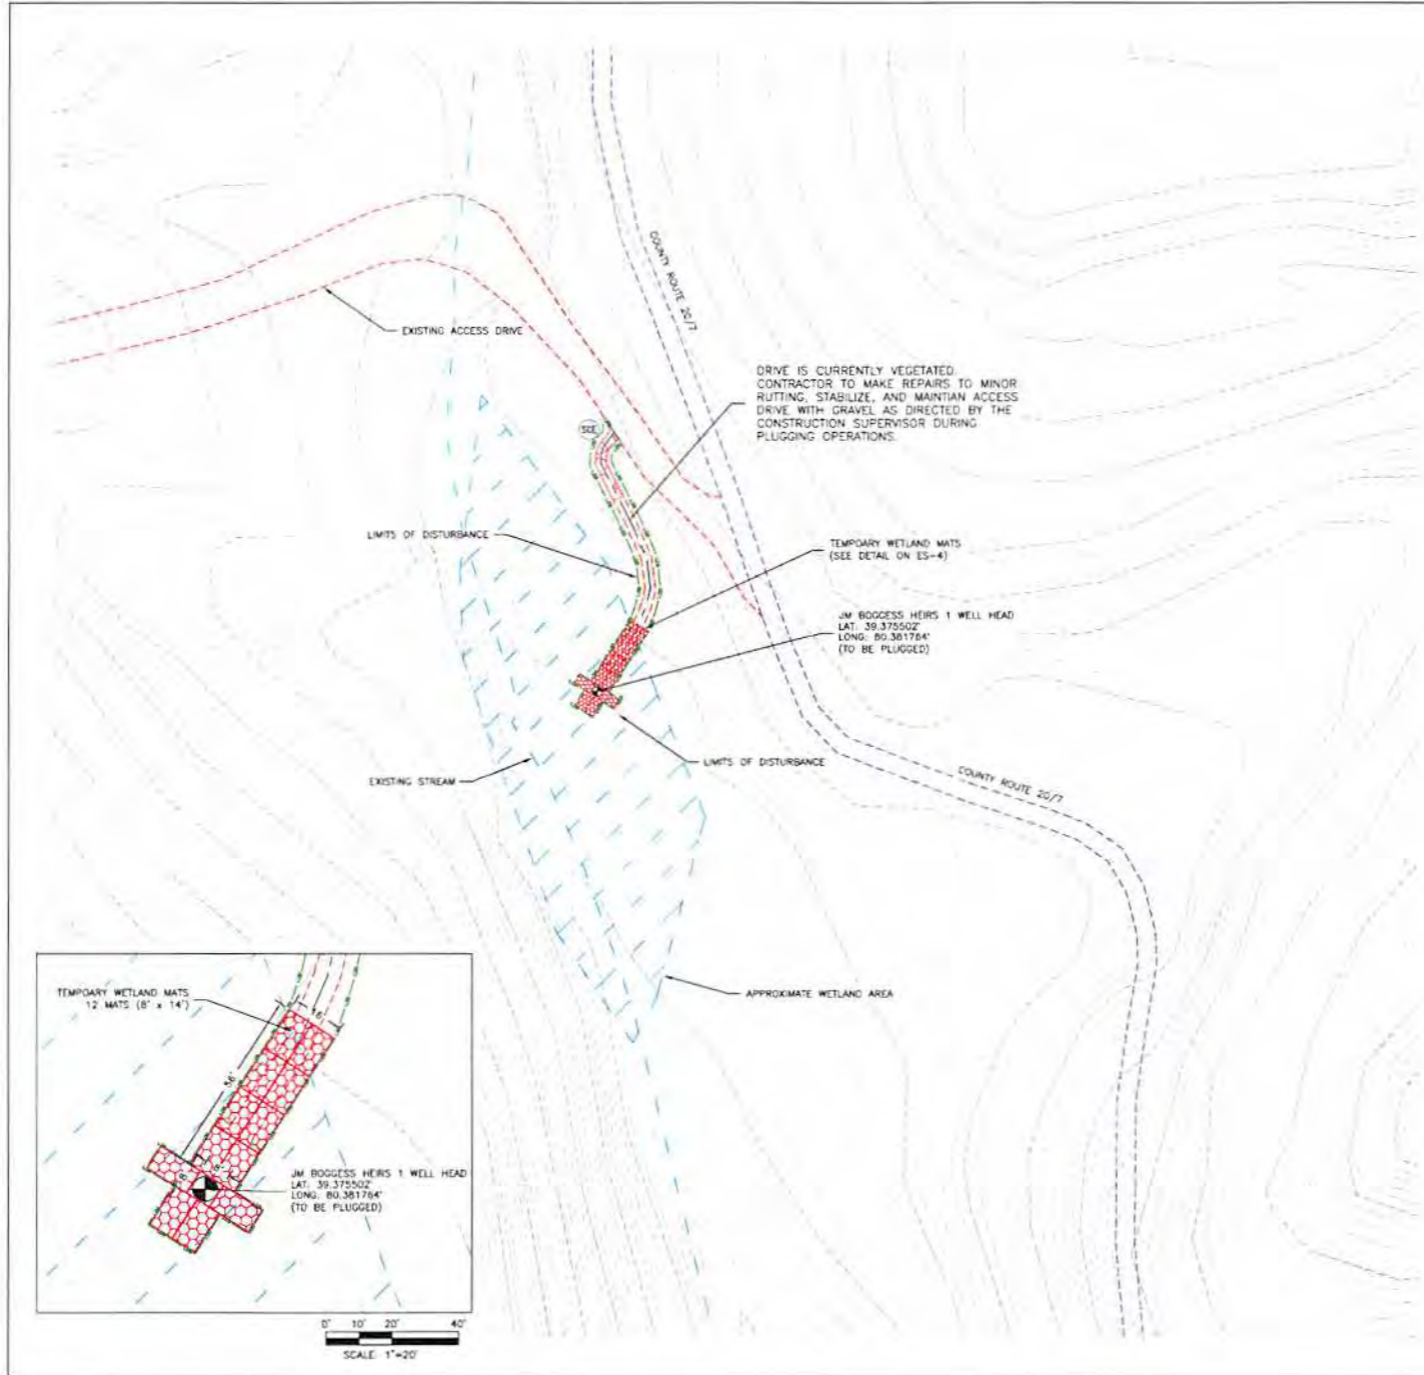 COUNTY ROUTE 20/7
EXISTING ACCESS DRIVE
DRIVE IS CURRENTLY VEGETATED.
CONTRACTOR TO MAKE REPAIRS TO MINOR
RUTTING, STABILIZE, AND MAINTIAN ACCESS
DRIVE WITH GRAVEL AS DIRECTED BY THE
CONSTRUCTION SUPERVISOR DURING
PLUGGING OPERATIONS.
SCE
LIMITS OF DISTURBANCE
TEMPOARY WETLAND MATS
(SEE DETAIL ON ES-4)
JM BOGGESS HEIRS 1 WELL HEAD
LAT: 39.375502°
LONG: 80.381764°
(TO BE PLUGGED)
LIMITS OF DISTURBANCE
EXISTING STREAM
COUNTY ROUTE 20/7
APPROXIMATE WETLAND AREA
TEMPOARY WETLAND MATS
12 MATS (8' x 14')
16'
56'
8'
8'
JM BOGGESS HEIRS 1 WELL HEAD
LAT: 39.375502°
LONG: 80.381764°
(TO BE PLUGGED)
0' 10' 20' 40'
SCALE: 1"=20'